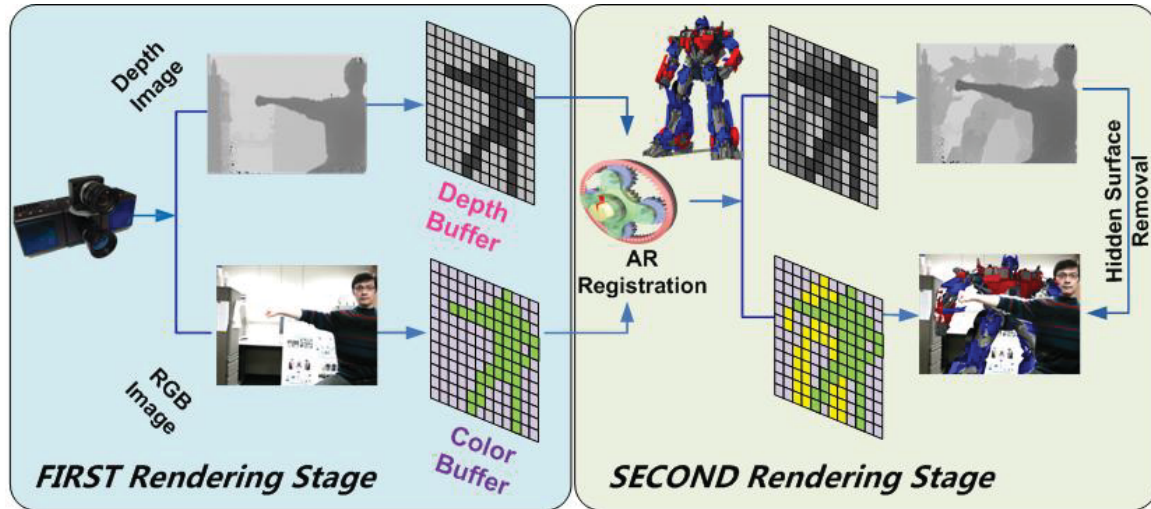 Depth
Image
Depth
Buffer
RGB
Image
Color
Buffer
FIRST Rendering Stage
AR
Registration
Hidden Surface
Removal
SECOND Rendering Stage